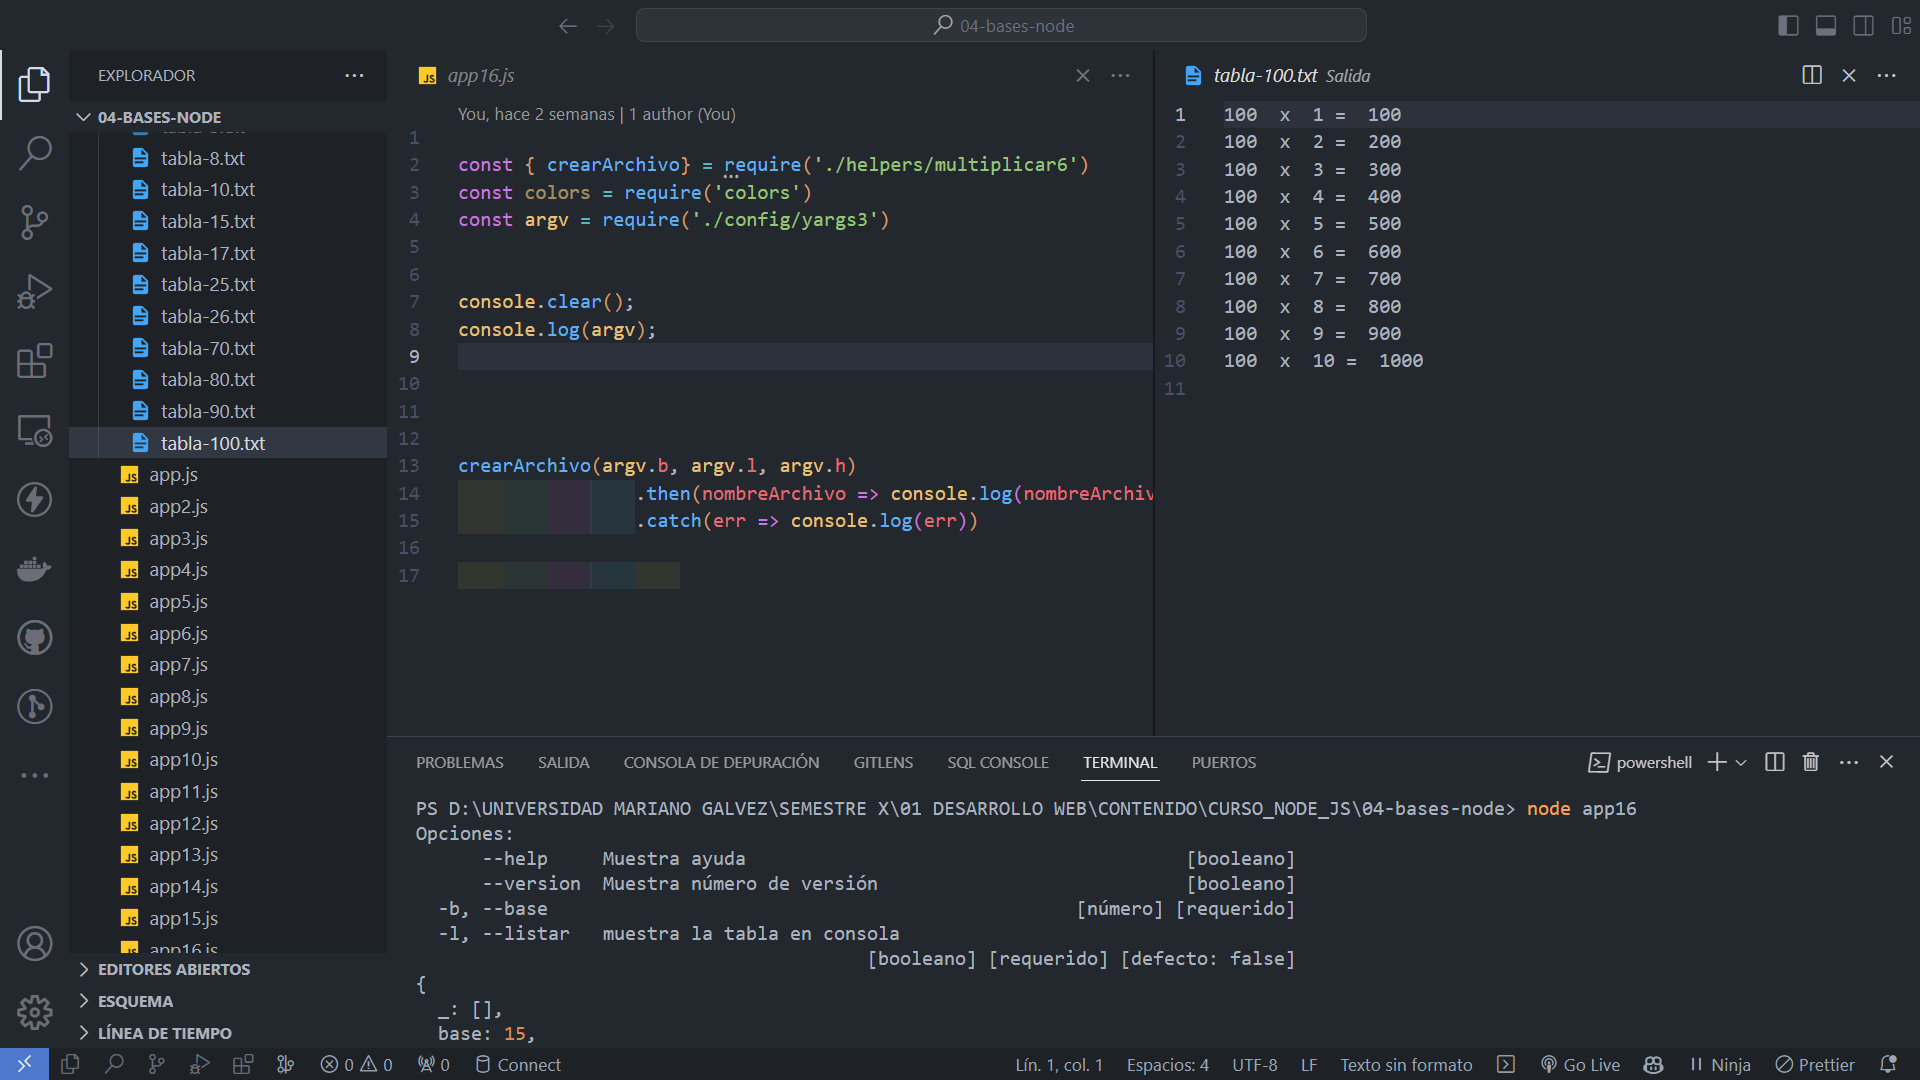 04-bases-node
EXPLORADOR
04-BASES-NODE
tabla-8.txt
tabla-10.txt
tabla-15.txt
tabla-17.txt
tabla-25.txt
tabla-26.txt
tabla-70.txt
tabla-80.txt
tabla-90.txt
tabla-100.txt
app.js
app2.js
app3.js
app4.js
app5.js
app6.js
app7.js
app8.js
app9.js
app10.js
app11.js
app12.js
app13.js
app14.js
app15.js
app16.js
EDITORES ABIERTOS
ESQUEMA
LÍNEA DE TIEMPO
app16.js
You, hace 2 semanas | 1 author (You)
1
2 const { crearArchivo} = require('./helpers/multiplicar6')
3 const colors = require('colors')
4 const argv = require('./config/yargs3')
5
6
7 console.clear();
8 console.log(argv);
9
10
11
12
13 crearArchivo(argv.b, argv.l, argv.h)
14 .then(nombreArchivo => console.log(nombreArchiv
15 .catch(err => console.log(err))
16
17
tabla-100.txt Salida
1 100 x 1 = 100
2 100 x 2 = 200
3 100 x 3 = 300
4 100 x 4 = 400
5 100 x 5 = 500
6 100 x 6 = 600
7 100 x 7 = 700
8 100 x 8 = 800
9 100 x 9 = 900
10 100 x 10 = 1000
11
PROBLEMAS SALIDA CONSOLA DE DEPURACIÓN GITLENS SQL CONSOLE TERMINAL PUERTOS powershell
PS D:\UNIVERSIDAD MARIANO GALVEZ\SEMESTRE X\01 DESARROLLO WEB\CONTENIDO\CURSO_NODE_JS\04-bases-node> node app16
Opciones:
--help Muestra ayuda [booleano]
--version Muestra número de versión [booleano]
-b, --base [número] [requerido]
-l, --listar muestra la tabla en consola
[booleano] [requerido] [defecto: false]
{
_: [],
base: 15,
0 0 0 Connect Lín. 1, col. 1 Espacios: 4 UTF-8 LF Texto sin formato Go Live Ninja Prettier